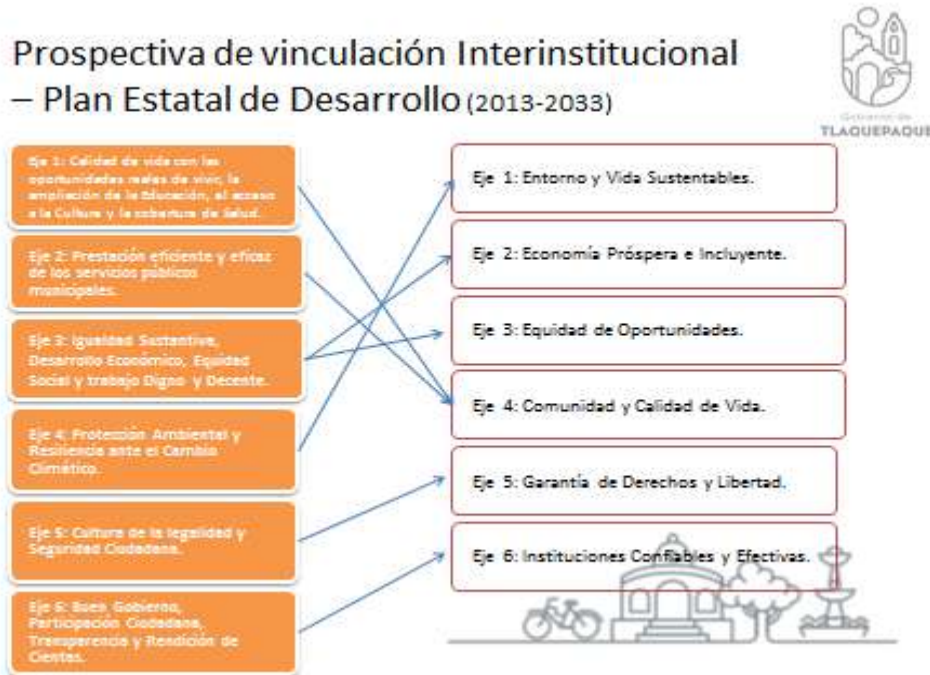 Prospectiva de vinculación Interinstitucional
– Plan Estatal de Desarrollo (2013-2033)
Gobierno de
TLAQUEPAQUE
Eje 1: Calidad de vida con las
oportunidades reales de vivir, la
ampliación de la Educación, el acceso
a la Cultura y la cobertura de Salud.
Eje 2: Prestación eficiente y eficaz
de los servicios públicos
municipales.
Eje 3: Igualdad Sustantiva,
Desarrollo Económico, Equidad
Social y trabajo Digno y Decente.
Eje 4: Protección Ambiental y
Resiliencia ante el Cambio
Climático.
Eje 5: Cultura de la legalidad y
Seguridad Ciudadana.
Eje 6: Buen Gobierno,
Participación Ciudadana,
Transparencia y Rendición de
Cientas.
Eje 1: Entorno y Vida Sustentables.
Eje 2: Economía Próspera e Incluyente.
Eje 3: Equidad de Oportunidades.
Eje 4: Comunidad y Calidad de Vida.
Eje 5: Garantía de Derechos y Libertad.
Eje 6: Instituciones Confiables y Efectivas.